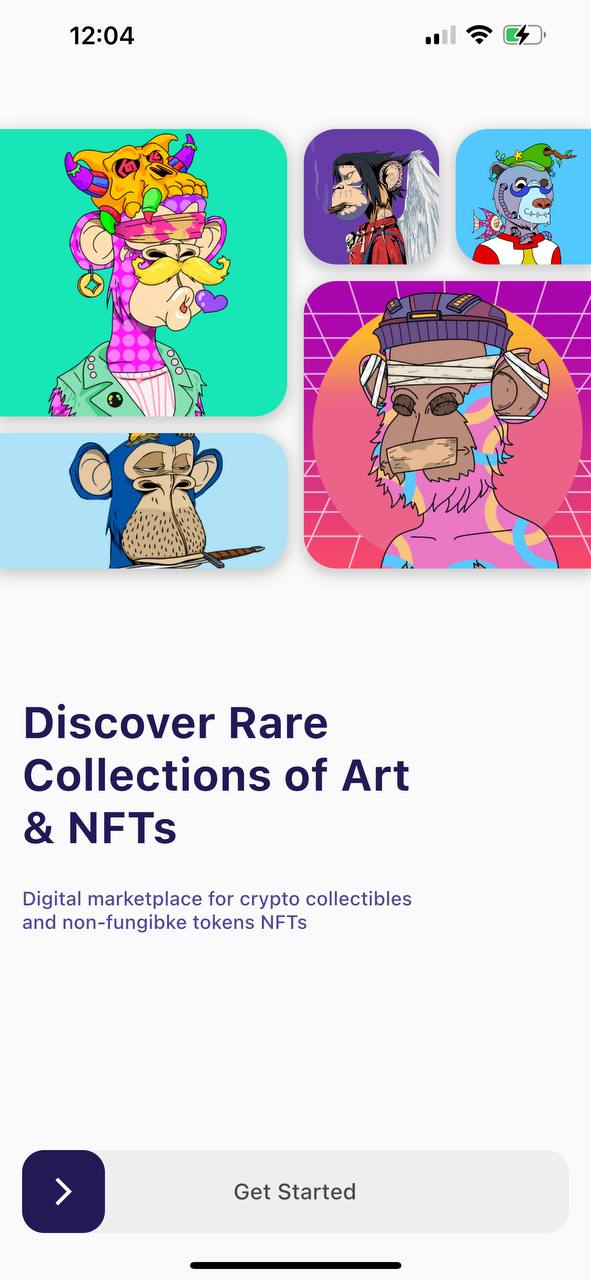 12:04
Discover Rare
Collections of Art
& NFTs
Digital marketplace for crypto collectibles
and non-fungibke tokens NFTs
Get Started